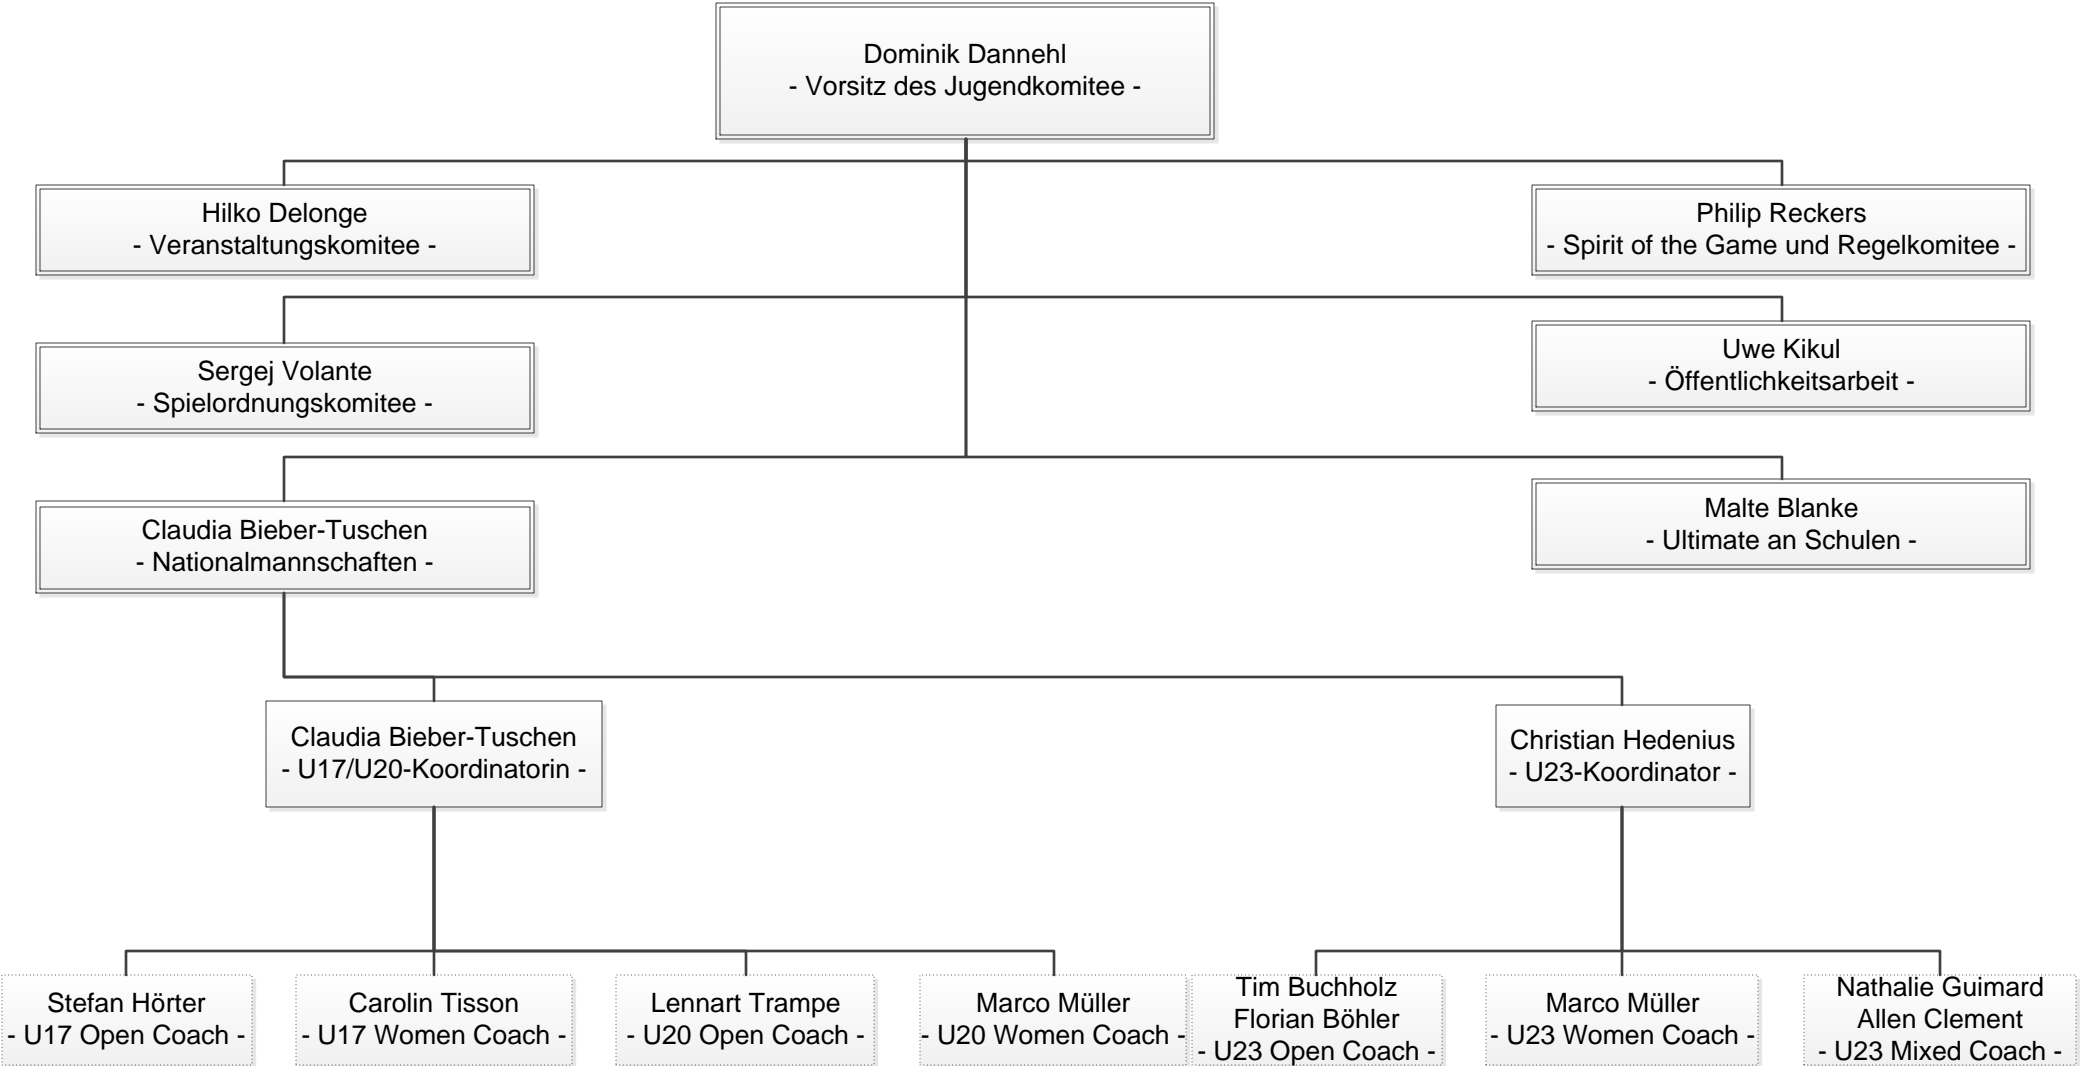 Dominik Dannehl
- Vorsitz des Jugendkomitee -
Hilko Delonge
- Veranstaltungskomitee -
Philip Reckers
- Spirit of the Game und Regelkomitee -
Sergej Volante
- Spielordnungskomitee -
Uwe Kikul
- Öffentlichkeitsarbeit -
Claudia Bieber-Tuschen
- Nationalmannschaften -
Malte Blanke
- Ultimate an Schulen -
Claudia Bieber-Tuschen
- U17/U20-Koordinatorin -
Christian Hedenius
- U23-Koordinator -
Stefan Hörter
- U17 Open Coach -
Carolin Tisson
- U17 Women Coach -
Lennart Trampe
- U20 Open Coach -
Marco Müller
- U20 Women Coach -
Tim Buchholz
Florian Böhler
- U23 Open Coach -
Marco Müller
- U23 Women Coach -
Nathalie Guimard
Allen Clement
- U23 Mixed Coach -